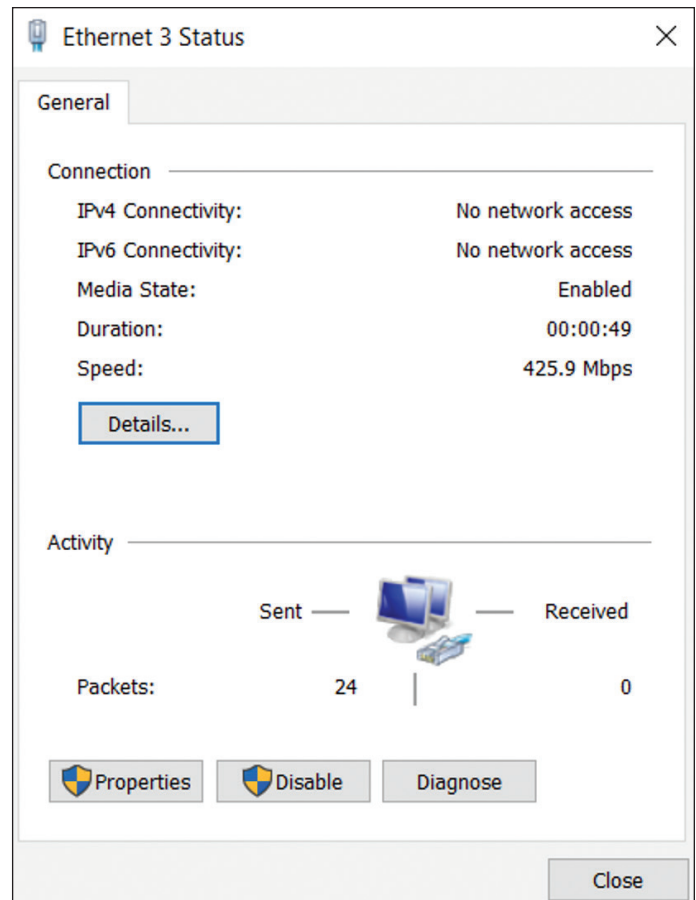 Ethernet 3 Status
General
Connection
IPv4 Connectivity: No network access
IPv6 Connectivity: No network access
Media State: Enabled
Duration: 00:00:49
Speed: 425.9 Mbps
Details...
Activity
Sent Received
Packets: 24 0
Properties Disable Diagnose
Close